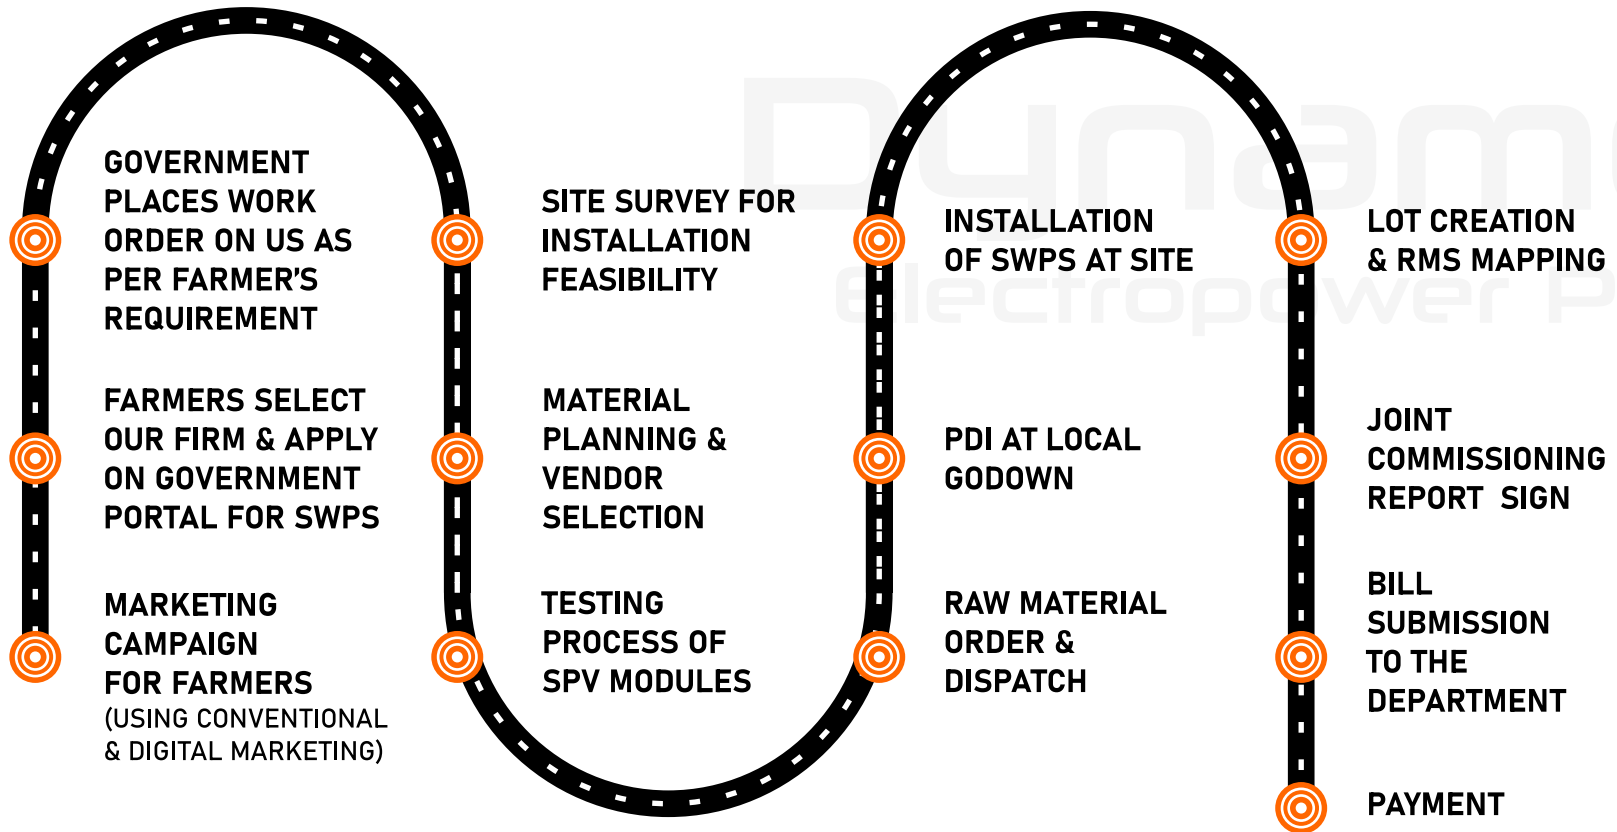 GOVERNMENT
PLACES WORK
ORDER ON US AS
PER FARMER'S
REQUIREMENT
FARMERS SELECT
OUR FIRM & APPLY
ON GOVERNMENT
PORTAL FOR SWPS
MARKETING
CAMPAIGN
FOR FARMERS
(USING CONVENTIONAL
& DIGITAL MARKETING)
SITE SURVEY FOR
INSTALLATION
FEASIBILITY
MATERIAL
PLANNING &
VENDOR
SELECTION
TESTING
PROCESS OF
SPV MODULES
INSTALLATION
OF SWPS AT SITE
PDI AT LOCAL
GODOWN
RAW MATERIAL
ORDER &
DISPATCH
LOT CREATION
& RMS MAPPING
JOINT
COMMISSIONING
REPORT SIGN
BILL
SUBMISSION
TO THE
DEPARTMENT
PAYMENT
Dynam
Electropower P